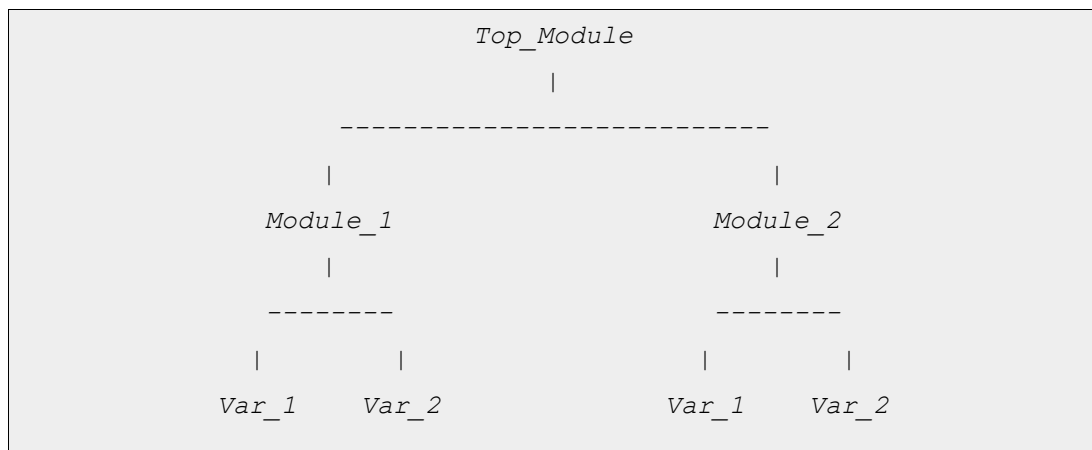 Top_Module
|
---------------------------
| |
Module_1 Module_2
| |
-------- --------
| | | |
Var_1 Var_2 Var_1 Var_2